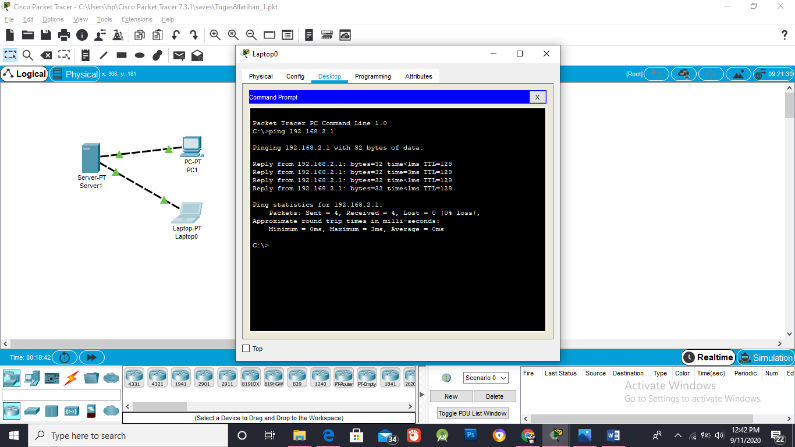 Cisco Packet Tracer - C:\Users\hp\Cisco Packet Tracer 7.3.1\saves\Tugas8latihan_1.pkt
File Edit Options View Tools Extensions Help
Logical
Physical
x: 308, y: 181
[Root]
09:21:30
Server-PT
Server1
PC-PT
PC1
Laptop-PT
Laptop0
Laptop0
Physical Config Desktop Programming Attributes
Command Prompt
X
Packet Tracer PC Command Line 1.0
C:\>ping 192.168.2.1
Pinging 192.168.2.1 with 32 bytes of data:
Reply from 192.168.2.1: bytes=32 time<1ms TTL=128
Reply from 192.168.2.1: bytes=32 time=3ms TTL=128
Reply from 192.168.2.1: bytes=32 time<1ms TTL=128
Reply from 192.168.2.1: bytes=32 time<1ms TTL=128
Ping statistics for 192.168.2.1:
Packets: Sent = 4, Received = 4, Lost = 0 (0% loss),
Approximate round trip times in milli-seconds:
Minimum = 0ms, Maximum = 3ms, Average = 0ms
C:\>
Top
Time: 00:18:42
Realtime
Simulation
4331 4321 1941 2901 2911 819IOX 819HGW 829 1240 PT-Router PT-Empty 1841
(Select a Device to Drag and Drop to the Workspace)
Scenario 0
New Delete
Toggle PDU List Window
Fire Last Status Source Destination Type Color Time(sec) Periodic Num Ed
Activate Windows
Go to Settings to activate Windows.
Type here to search
34
12:42 PM
9/11/2020
22